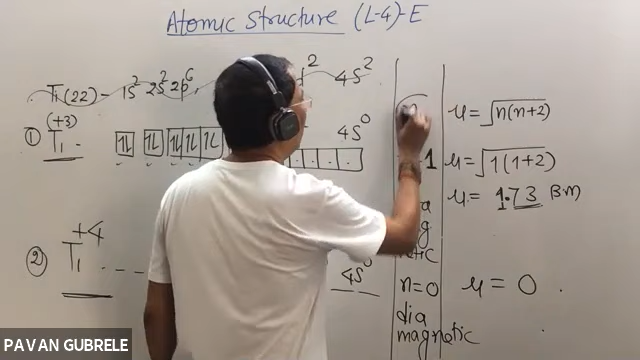 Atomic Structure (L-4)-E
Ti (22) - 1s² 2s² 2p⁶ 4s²
(+3)
① Ti - 4s⁰
μ = √n(n+2)
1 μ = √1(1+2)
μ = 1.73 BM
+4
② Ti --- 4s⁰
n=0 μ = 0
dia
magnetic
PAVAN GUBRELE